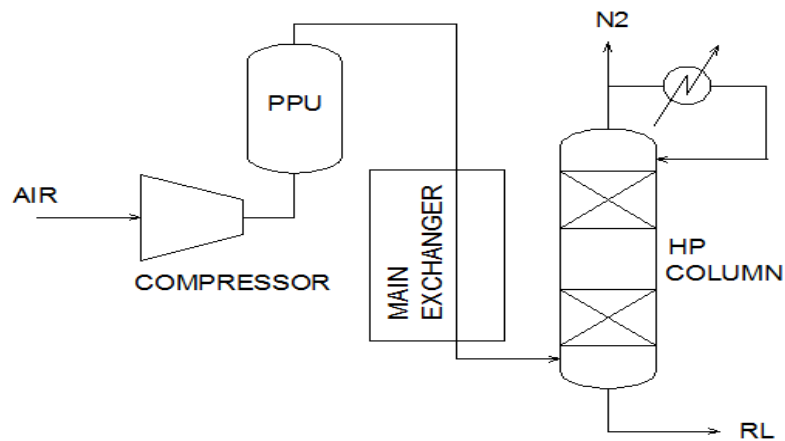 N2
PPU
AIR
COMPRESSOR
MAIN
EXCHANGER
HP
COLUMN
RL